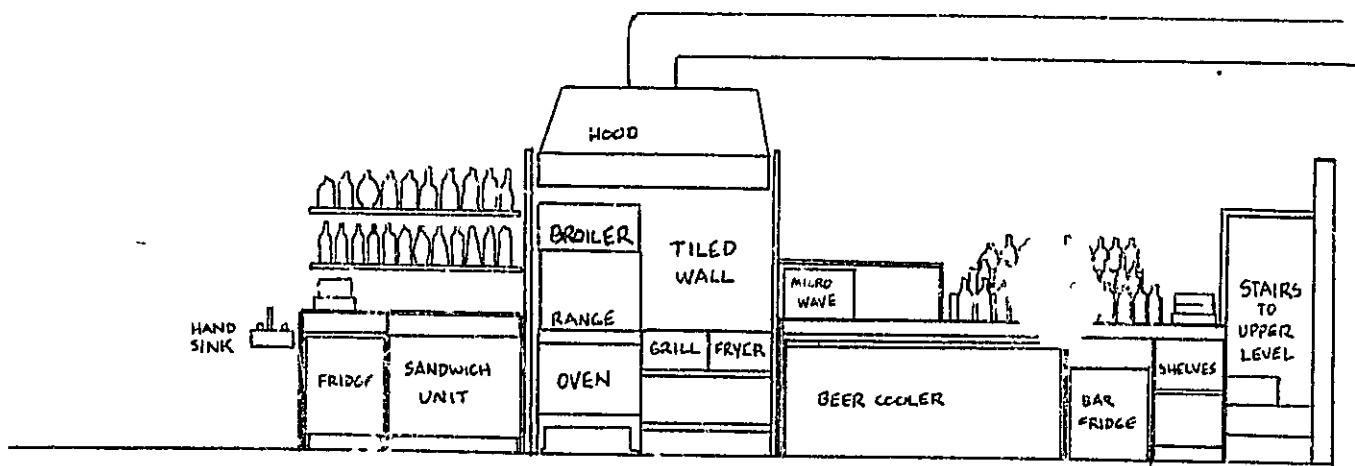 HOOD
BROILER
TILED
WALL
MICRO
WAVE
STAIRS
TO
UPPER
LEVEL
HAND
SINK
RANGE
GRILL
FRYER
FRIDGE
SANDWICH
UNIT
OVEN
BEER COOLER
BAR
FRIDGE
SHELVES